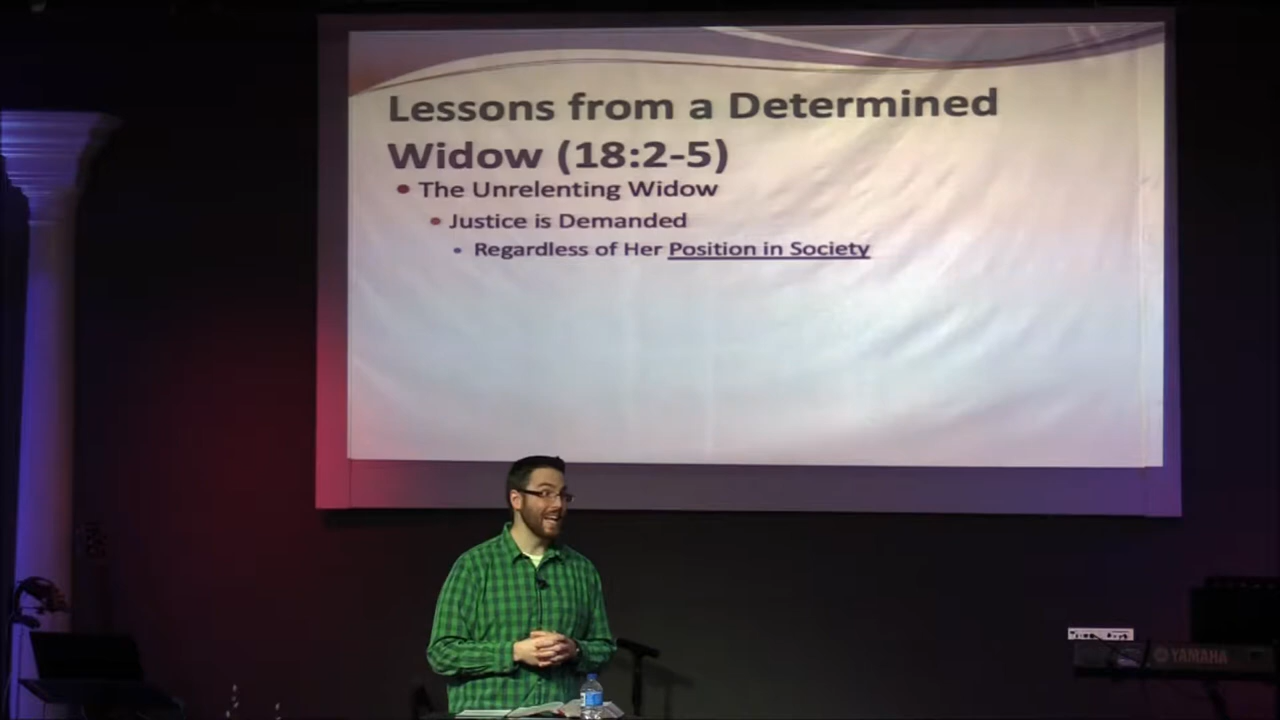 Lessons from a Determined
Widow (18:2-5)
• The Unrelenting Widow
• Justice is Demanded
• Regardless of Her Position in Society
YAMAHA